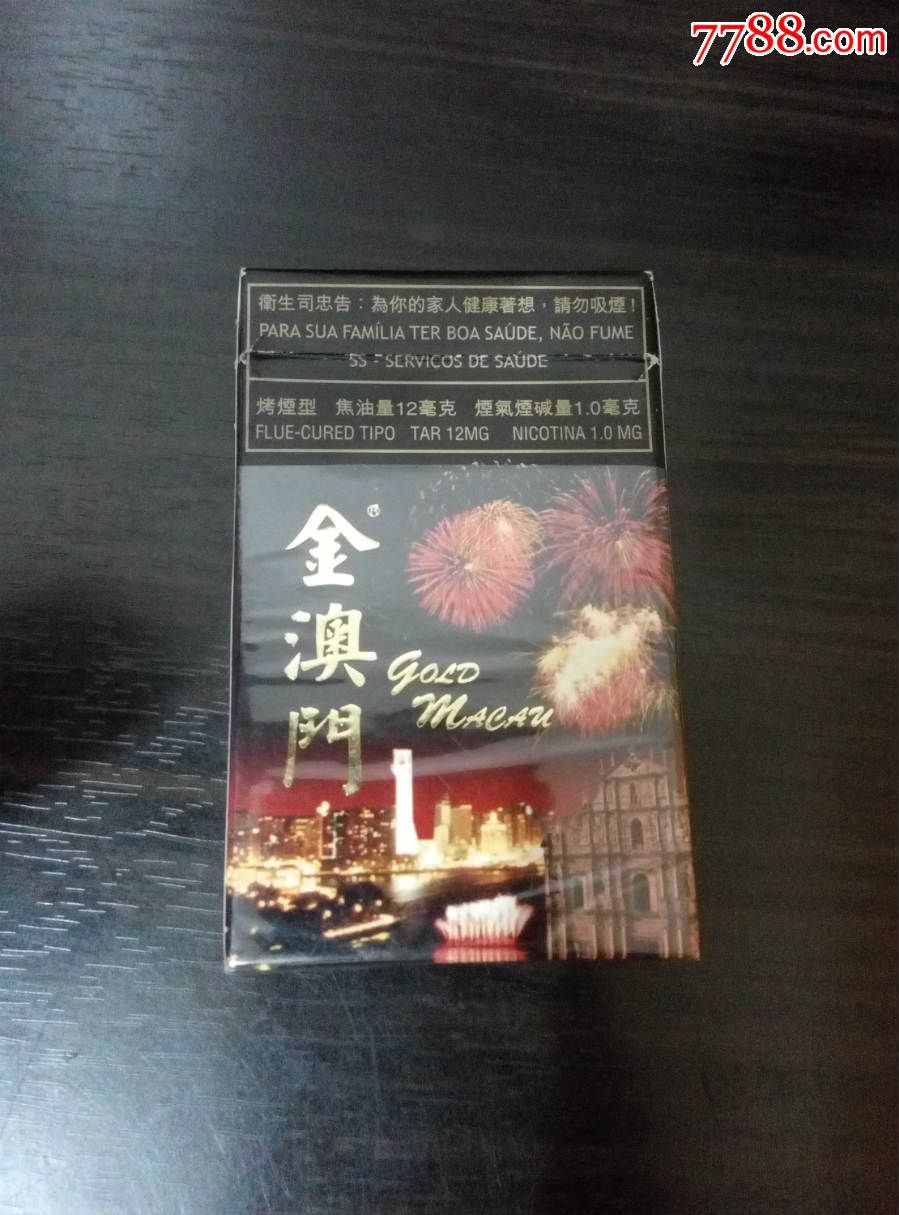 7788.com
衛生司忠告：為你的家人健康著想，請勿吸煙！
PARA SUA FAMÍLIA TER BOA SAÚDE, NÃO FUME
SS - SERVICOS DE SAÚDE
烤煙型 焦油量12毫克 煙氣煙碱量1.0毫克
FLUE-CURED TIPO TAR 12MG NICOTINA 1.0 MG
金澳門
GOLD
MACAU